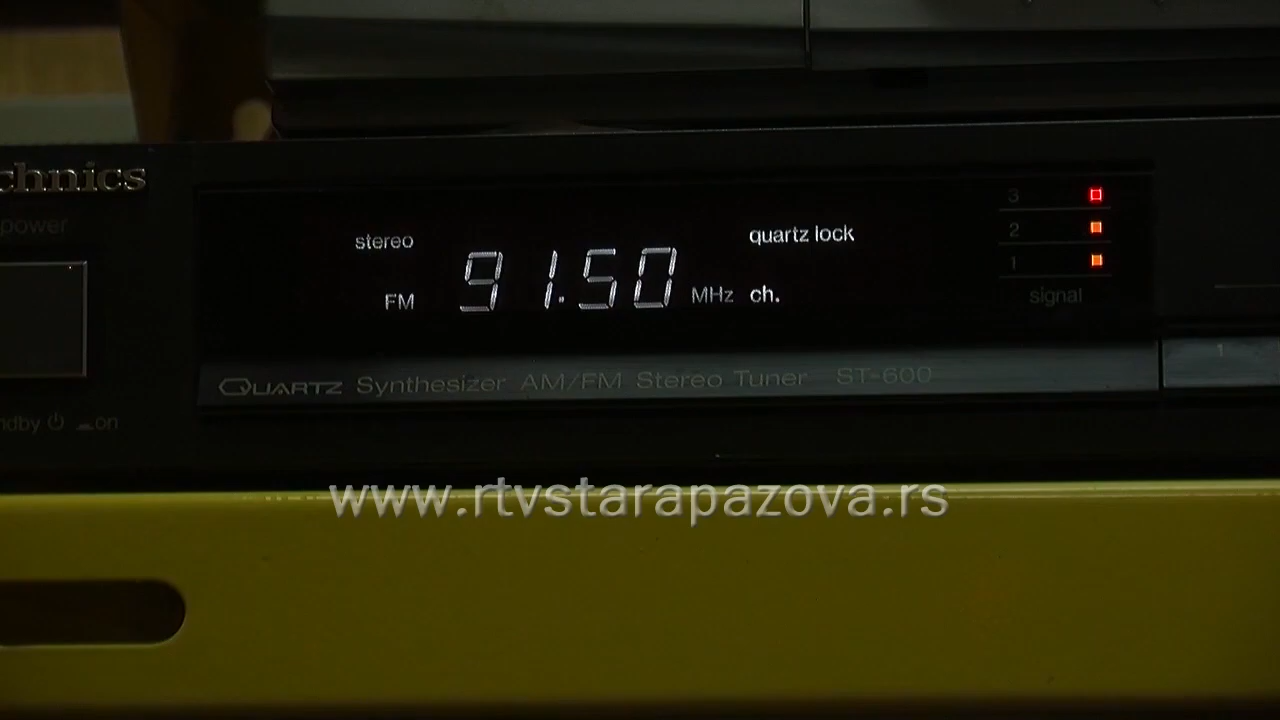 chnics
power
stereo
quartz lock
FM
91.50
MHz ch.
3
2
1
signal
QUARTZ Synthesizer AM/FM Stereo Tuner ST-600
1
ndby ⏻ on
www.rtvstarapazova.rs